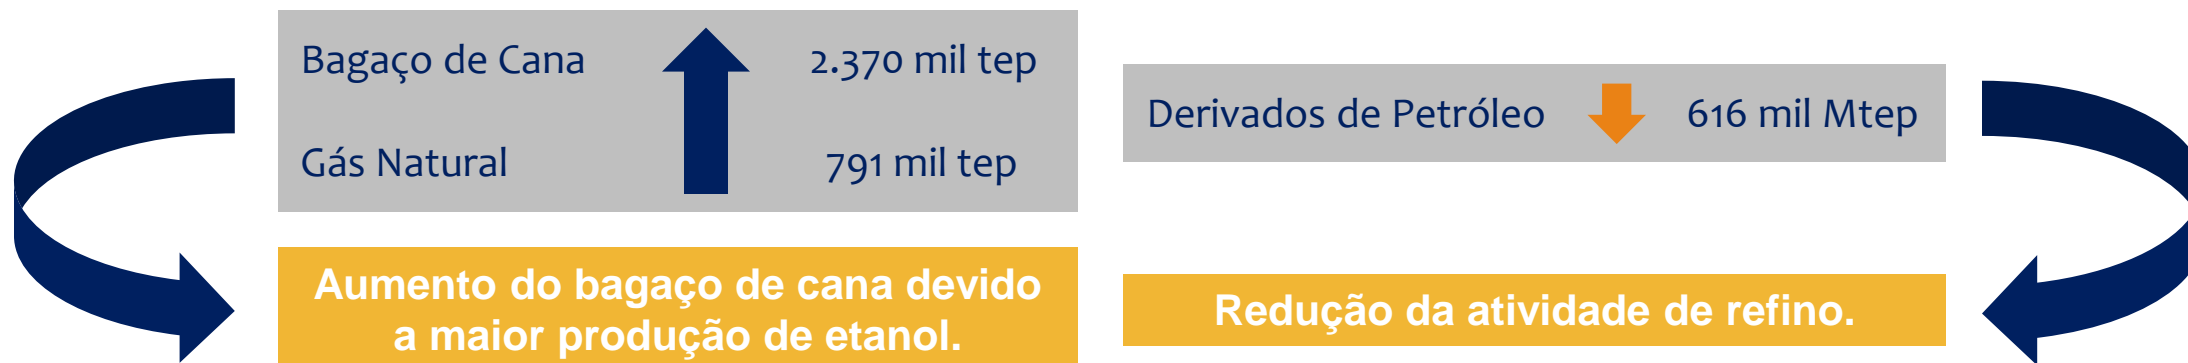 Bagaço de Cana 2.370 mil tep
Gás Natural 791 mil tep
Aumento do bagaço de cana devido
a maior produção de etanol.
Derivados de Petróleo 616 mil Mtep
Redução da atividade de refino.